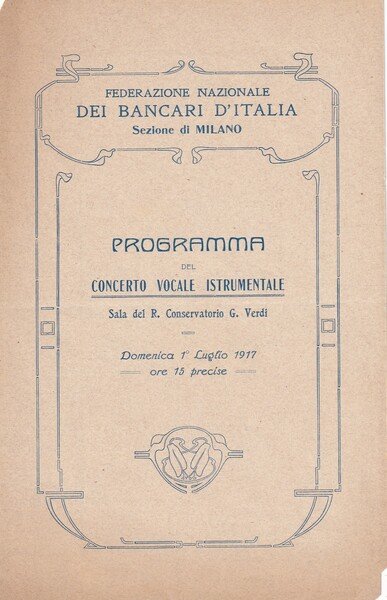 FEDERAZIONE NAZIONALE
DEI BANCARI D'ITALIA
Sezione di MILANO
PROGRAMMA
DEL
CONCERTO VOCALE ISTRUMENTALE
Sala del R. Conservatorio G. Verdi
Domenica 1° Luglio 1917
ore 15 precise